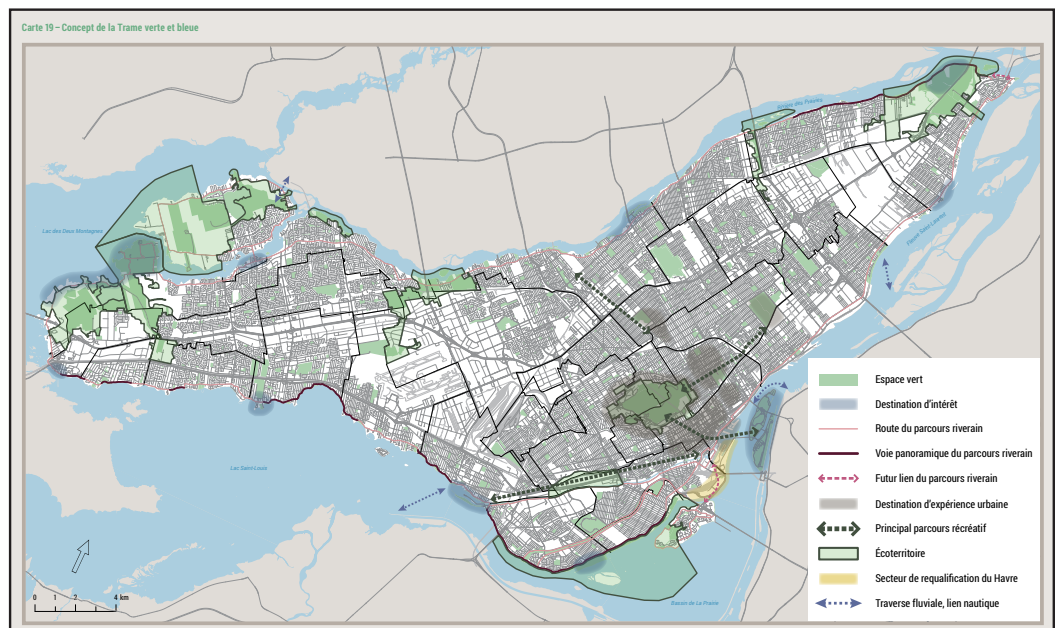 Carte 19 – Concept de la Trame verte et bleue
Rivière des Prairies
Lac des Deux Montagnes
Fleuve Saint-Laurent
Lac Saint-Louis
Bassin de La Prairie
0 1 2 4 km
Espace vert
Destination d'intérêt
Route du parcours riverain
Voie panoramique du parcours riverain
Futur lien du parcours riverain
Destination d'expérience urbaine
Principal parcours récréatif
Écoterritoire
Secteur de requalification du Havre
Traverse fluviale, lien nautique